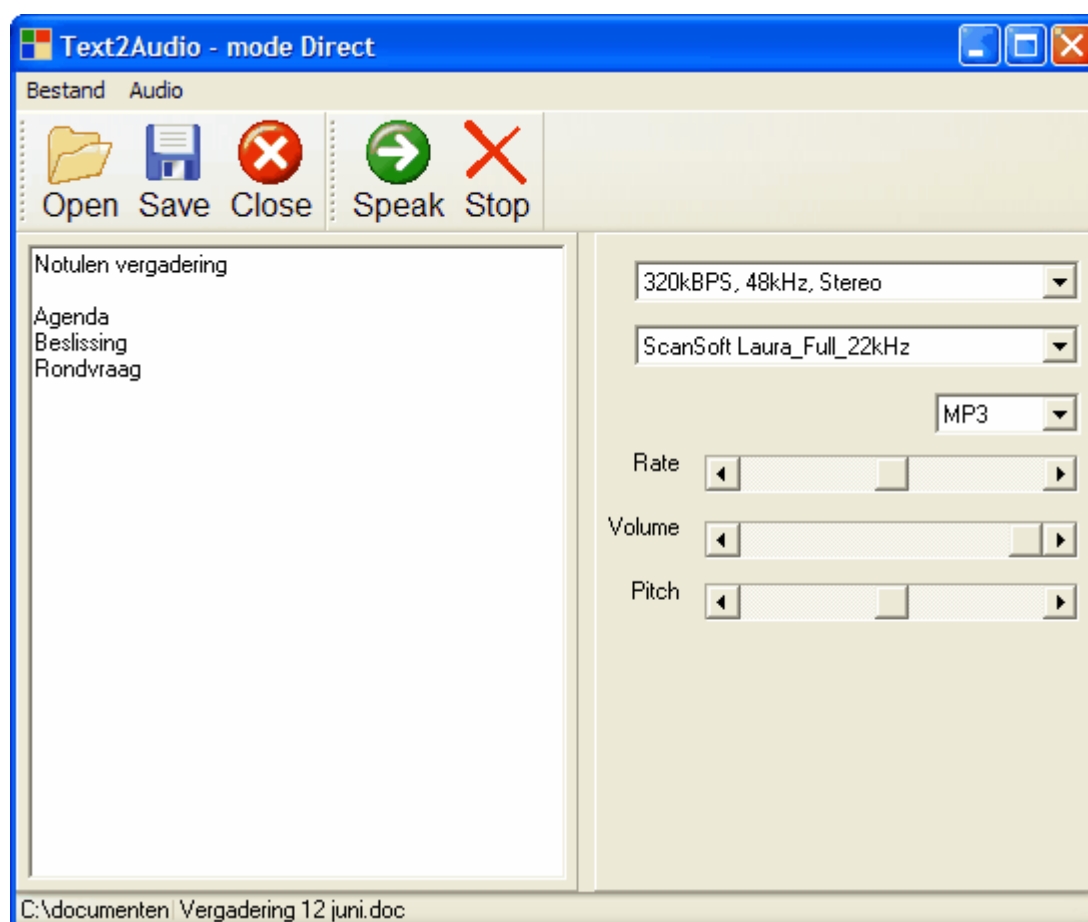 Text2Audio - mode Direct
Bestand Audio
Open Save Close Speak Stop
Notulen vergadering
Agenda
Beslissing
Rondvraag
320kBPS, 48kHz, Stereo
ScanSoft Laura_Full_22kHz
MP3
Rate
Volume
Pitch
C:\documenten Vergadering 12 juni.doc